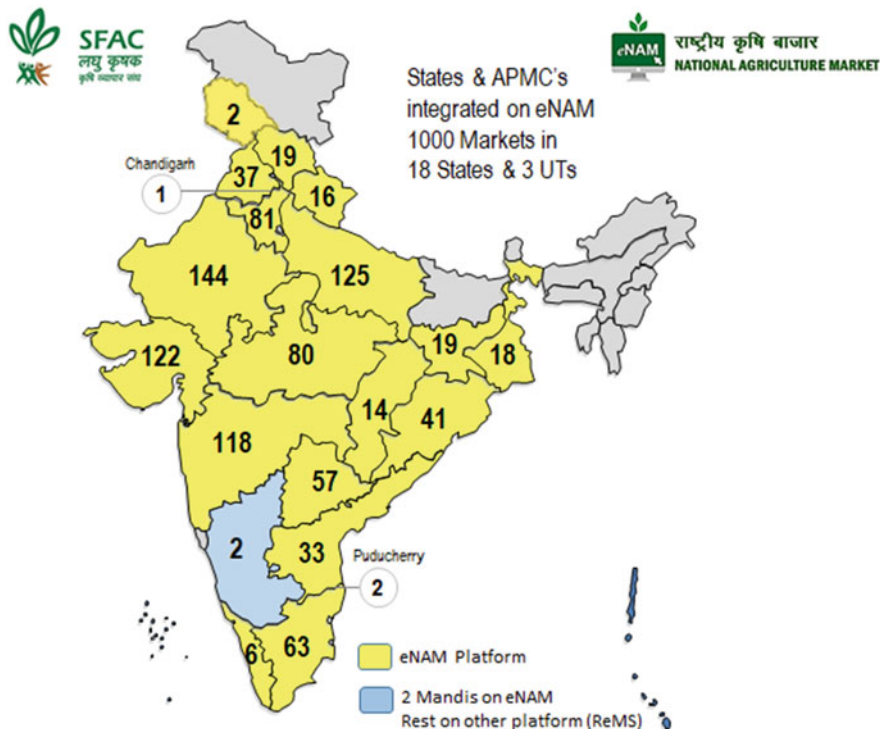 SFAC
लघु कृषक
कृषि व्यापार संघ
eNAM
राष्ट्रीय कृषि बाजार
NATIONAL AGRICULTURE MARKET
States & APMC's
integrated on eNAM
1000 Markets in
18 States & 3 UTs
2
19
Chandigarh
1
37
16
81
144
125
122
80
19
18
14
41
118
57
2
33
Puducherry
2
6
63
eNAM Platform
2 Mandis on eNAM
Rest on other platform (ReMS)